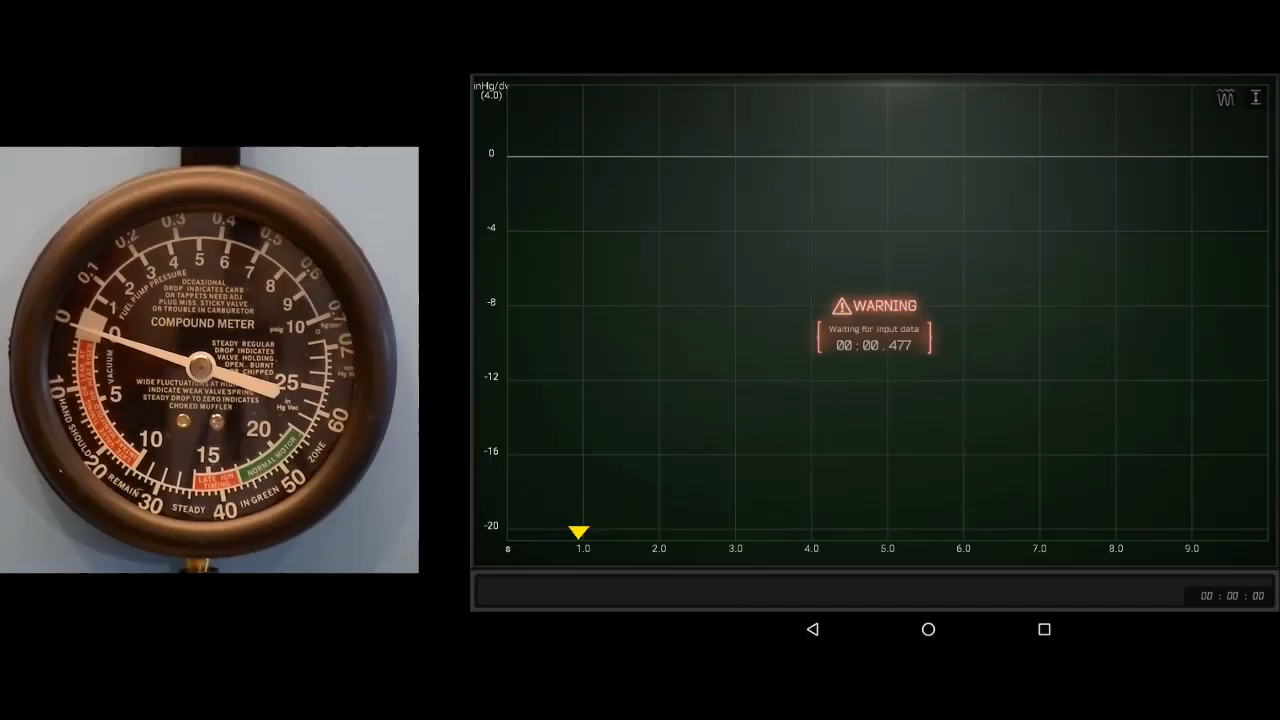 0.1
0.2
0.3
0.4
0.5
0.6
0
1
2
3
4
5
6
7
8
9
10
psig
FUEL PUMP PRESSURE
OCCASIONAL
DROP INDICATES CARB
OR TAPPETS NEED ADJ
PLUG MISS. STICKY VALVE
OR TROUBLE IN CARBURETOR
COMPOUND METER
STEADY REGULAR
DROP INDICATES
VALVE HOLDING
OPEN, BURNT
OR CHIPPED
WIDE FLUCTUATIONS AT
INDICATE WEAK VALVE SPRING
STEADY DROP TO ZERO INDICATES
CHOKED MUFFLER
VACUUM
0
5
10
15
20
25
in
Hg Vac
LATE IGN
TIMING
NORMAL MOTOR
10
20
30
40
50
60
70
HAND SHOULD
REMAIN
STEADY
IN GREEN
ZONE
inHg/div
(4.0)
0
-4
-8
-12
-16
-20
WARNING
Waiting for input data
00:00.477
s
1.0
2.0
3.0
4.0
5.0
6.0
7.0
8.0
9.0
00:00:00